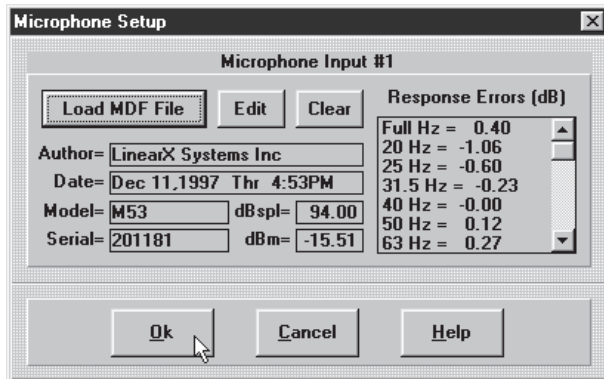 Microphone Setup
Microphone Input #1
Load MDF File Edit Clear
Author= LinearX Systems Inc
Date= Dec 11,1997 Thr 4:53PM
Model= M53 dBspl= 94.00
Serial= 201181 dBm= -15.51
Response Errors (dB)
Full Hz = 0.40
20 Hz = -1.06
25 Hz = -0.60
31.5 Hz = -0.23
40 Hz = -0.00
50 Hz = 0.12
63 Hz = 0.27
Ok Cancel Help